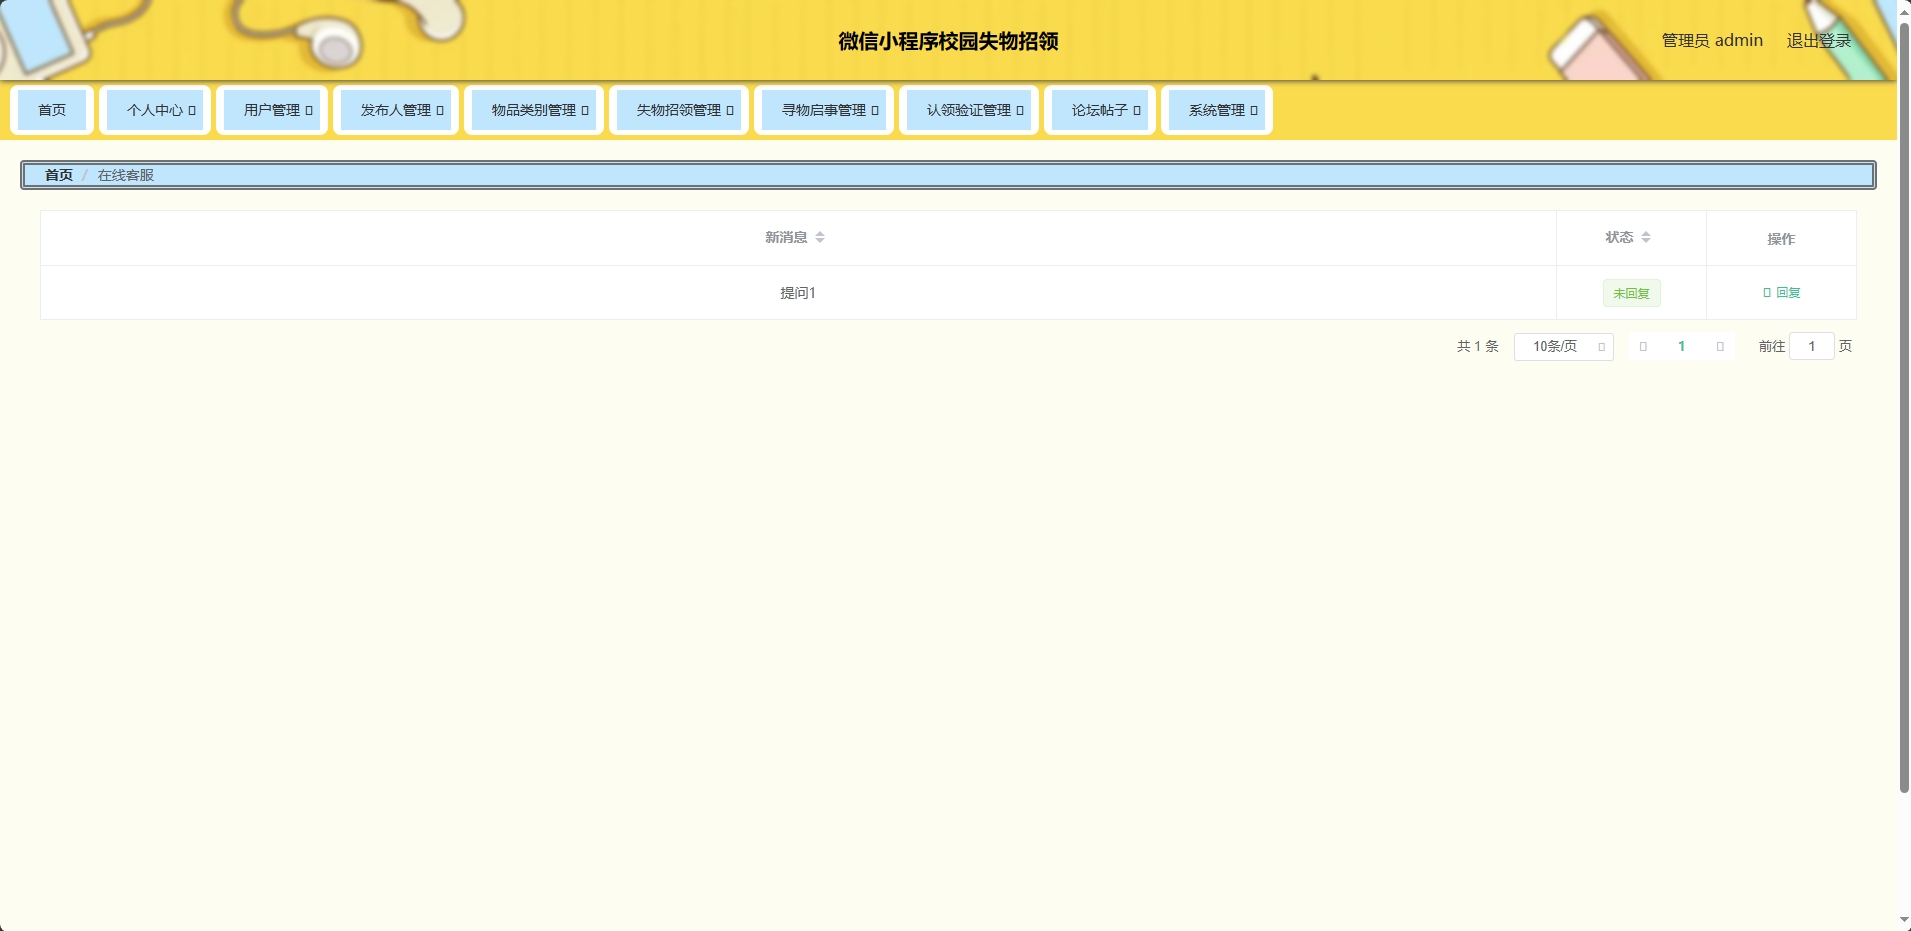 微信小程序校园失物招领
管理员 admin 退出登录
首页 个人中心 用户管理 发布人管理 物品类别管理 失物招领管理 寻物启事管理 认领验证管理 论坛帖子 系统管理
首页 / 在线客服
新消息 状态 操作
提问1 未回复 回复
共 1 条 10条/页 1 前往 1 页